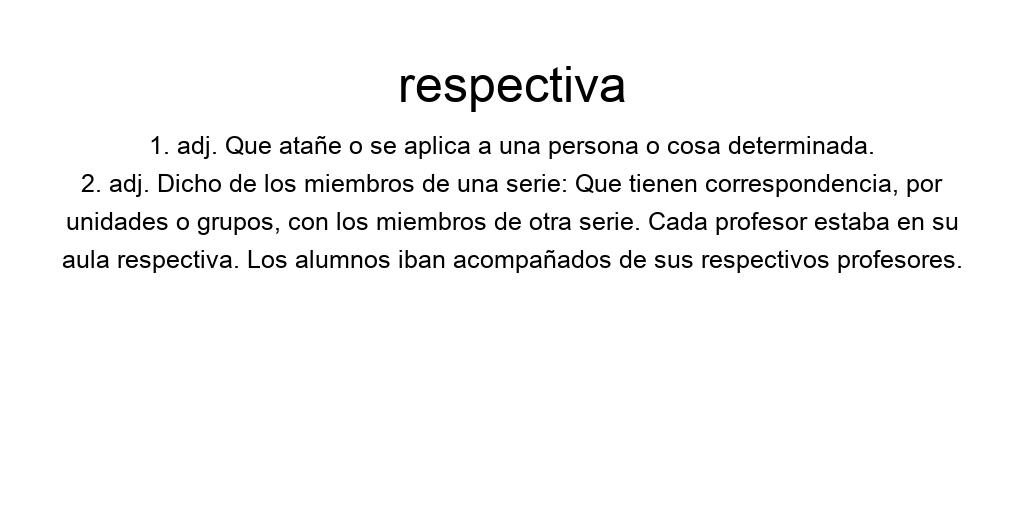 respectiva
1. adj. Que atañe o se aplica a una persona o cosa determinada.
2. adj. Dicho de los miembros de una serie: Que tienen correspondencia, por
unidades o grupos, con los miembros de otra serie. Cada profesor estaba en su
aula respectiva. Los alumnos iban acompañados de sus respectivos profesores.